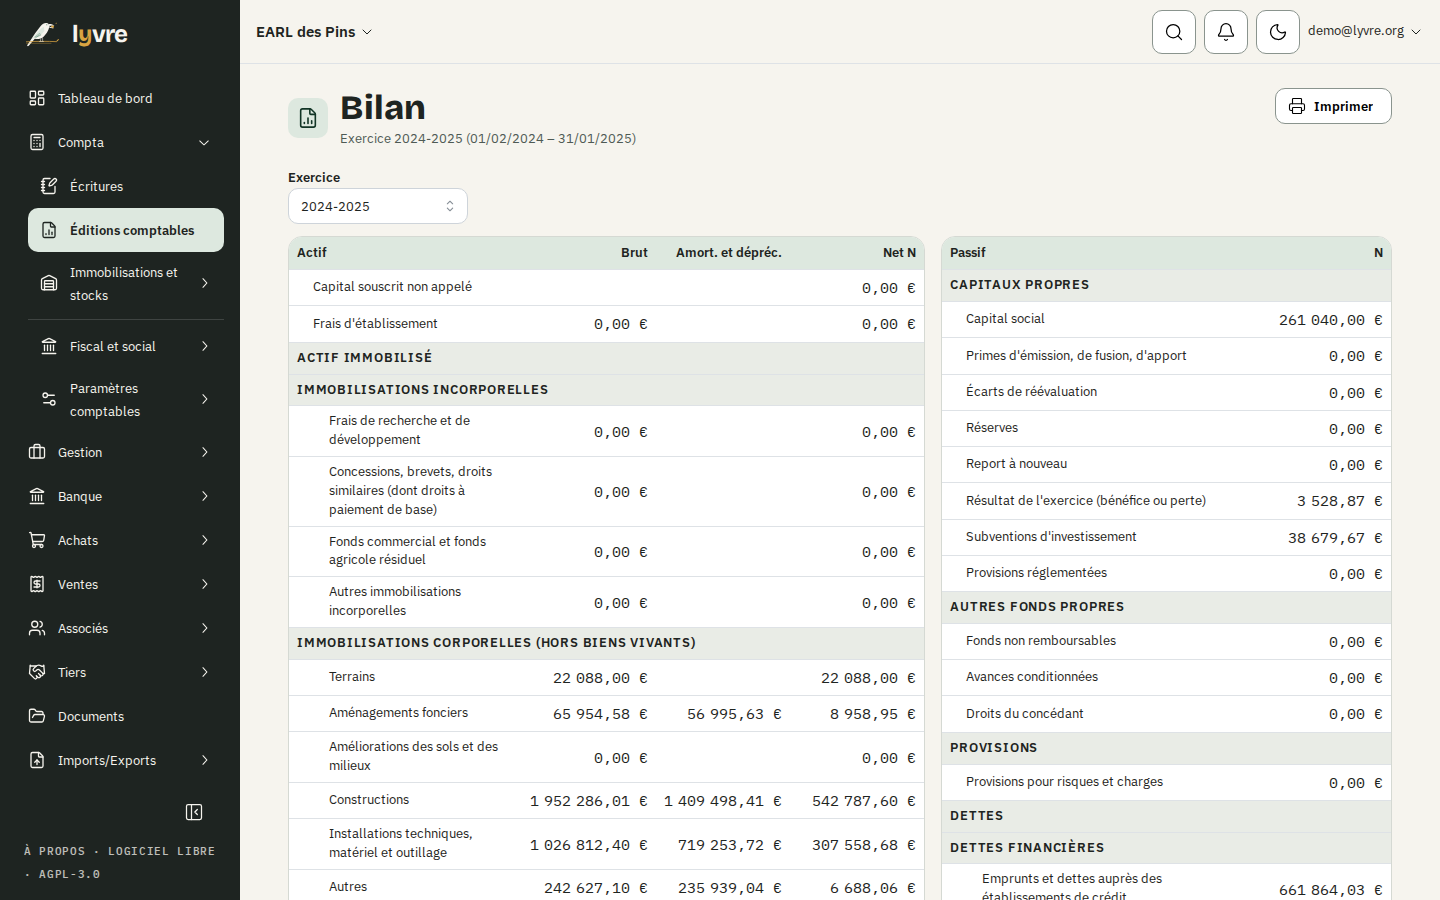 lyvre
EARL des Pins
demo@lyvre.org
Tableau de bord
Compta
Écritures
Éditions comptables
Immobilisations et
stocks
Fiscal et social
Paramètres
comptables
Gestion
Banque
Achats
Ventes
Associés
Tiers
Documents
Imports/Exports
À PROPOS · LOGICIEL LIBRE
· AGPL-3.0
Bilan
Exercice 2024-2025 (01/02/2024 – 31/01/2025)
Imprimer
Exercice
2024-2025
Actif Brut Amort. et dépréc. Net N
Capital souscrit non appelé 0,00 €
Frais d'établissement 0,00 € 0,00 €
ACTIF IMMOBILISÉ
IMMOBILISATIONS INCORPORELLES
Frais de recherche et de
développement 0,00 € 0,00 €
Concessions, brevets, droits
similaires (dont droits à 0,00 € 0,00 €
paiement de base)
Fonds commercial et fonds
agricole résiduel 0,00 € 0,00 €
Autres immobilisations
incorporelles 0,00 € 0,00 €
IMMOBILISATIONS CORPORELLES (HORS BIENS VIVANTS)
Terrains 22 088,00 € 22 088,00 €
Aménagements fonciers 65 954,58 € 56 995,63 € 8 958,95 €
Améliorations des sols et des
milieux 0,00 € 0,00 €
Constructions 1 952 286,01 € 1 409 498,41 € 542 787,60 €
Installations techniques,
matériel et outillage 1 026 812,40 € 719 253,72 € 307 558,68 €
Autres 242 627,10 € 235 939,04 € 6 688,06 €
Passif N
CAPITAUX PROPRES
Capital social 261 040,00 €
Primes d'émission, de fusion, d'apport 0,00 €
Écarts de réévaluation 0,00 €
Réserves 0,00 €
Report à nouveau 0,00 €
Résultat de l'exercice (bénéfice ou perte) 3 528,87 €
Subventions d'investissement 38 679,67 €
Provisions réglementées 0,00 €
AUTRES FONDS PROPRES
Fonds non remboursables 0,00 €
Avances conditionnées 0,00 €
Droits du concédant 0,00 €
PROVISIONS
Provisions pour risques et charges 0,00 €
DETTES
DETTES FINANCIÈRES
Emprunts et dettes auprès des
établissements de crédit 661 864,03 €